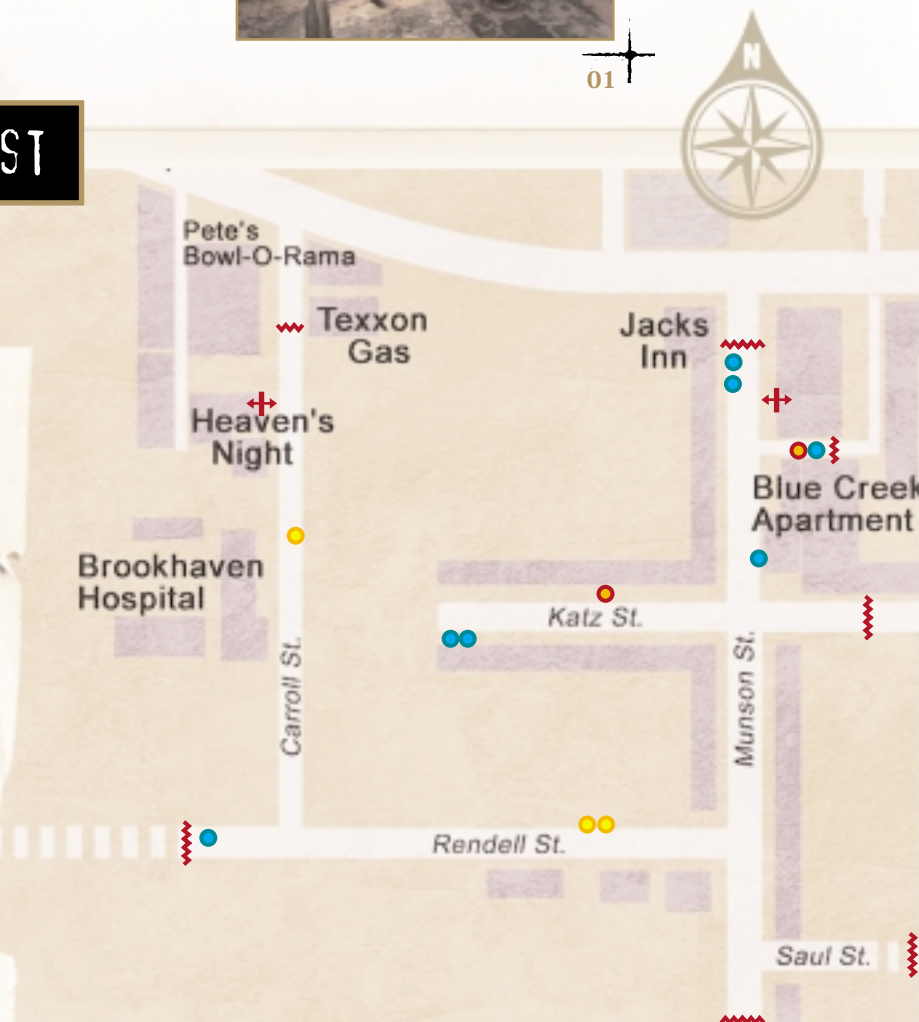 01
N
ST
Pete's
Bowl-O-Rama
Texxon
Gas
Jacks
Inn
Heaven's
Night
Blue Creek
Apartment
Brookhaven
Hospital
Katz St.
Carroll St.
Munson St.
Rendell St.
Saul St.